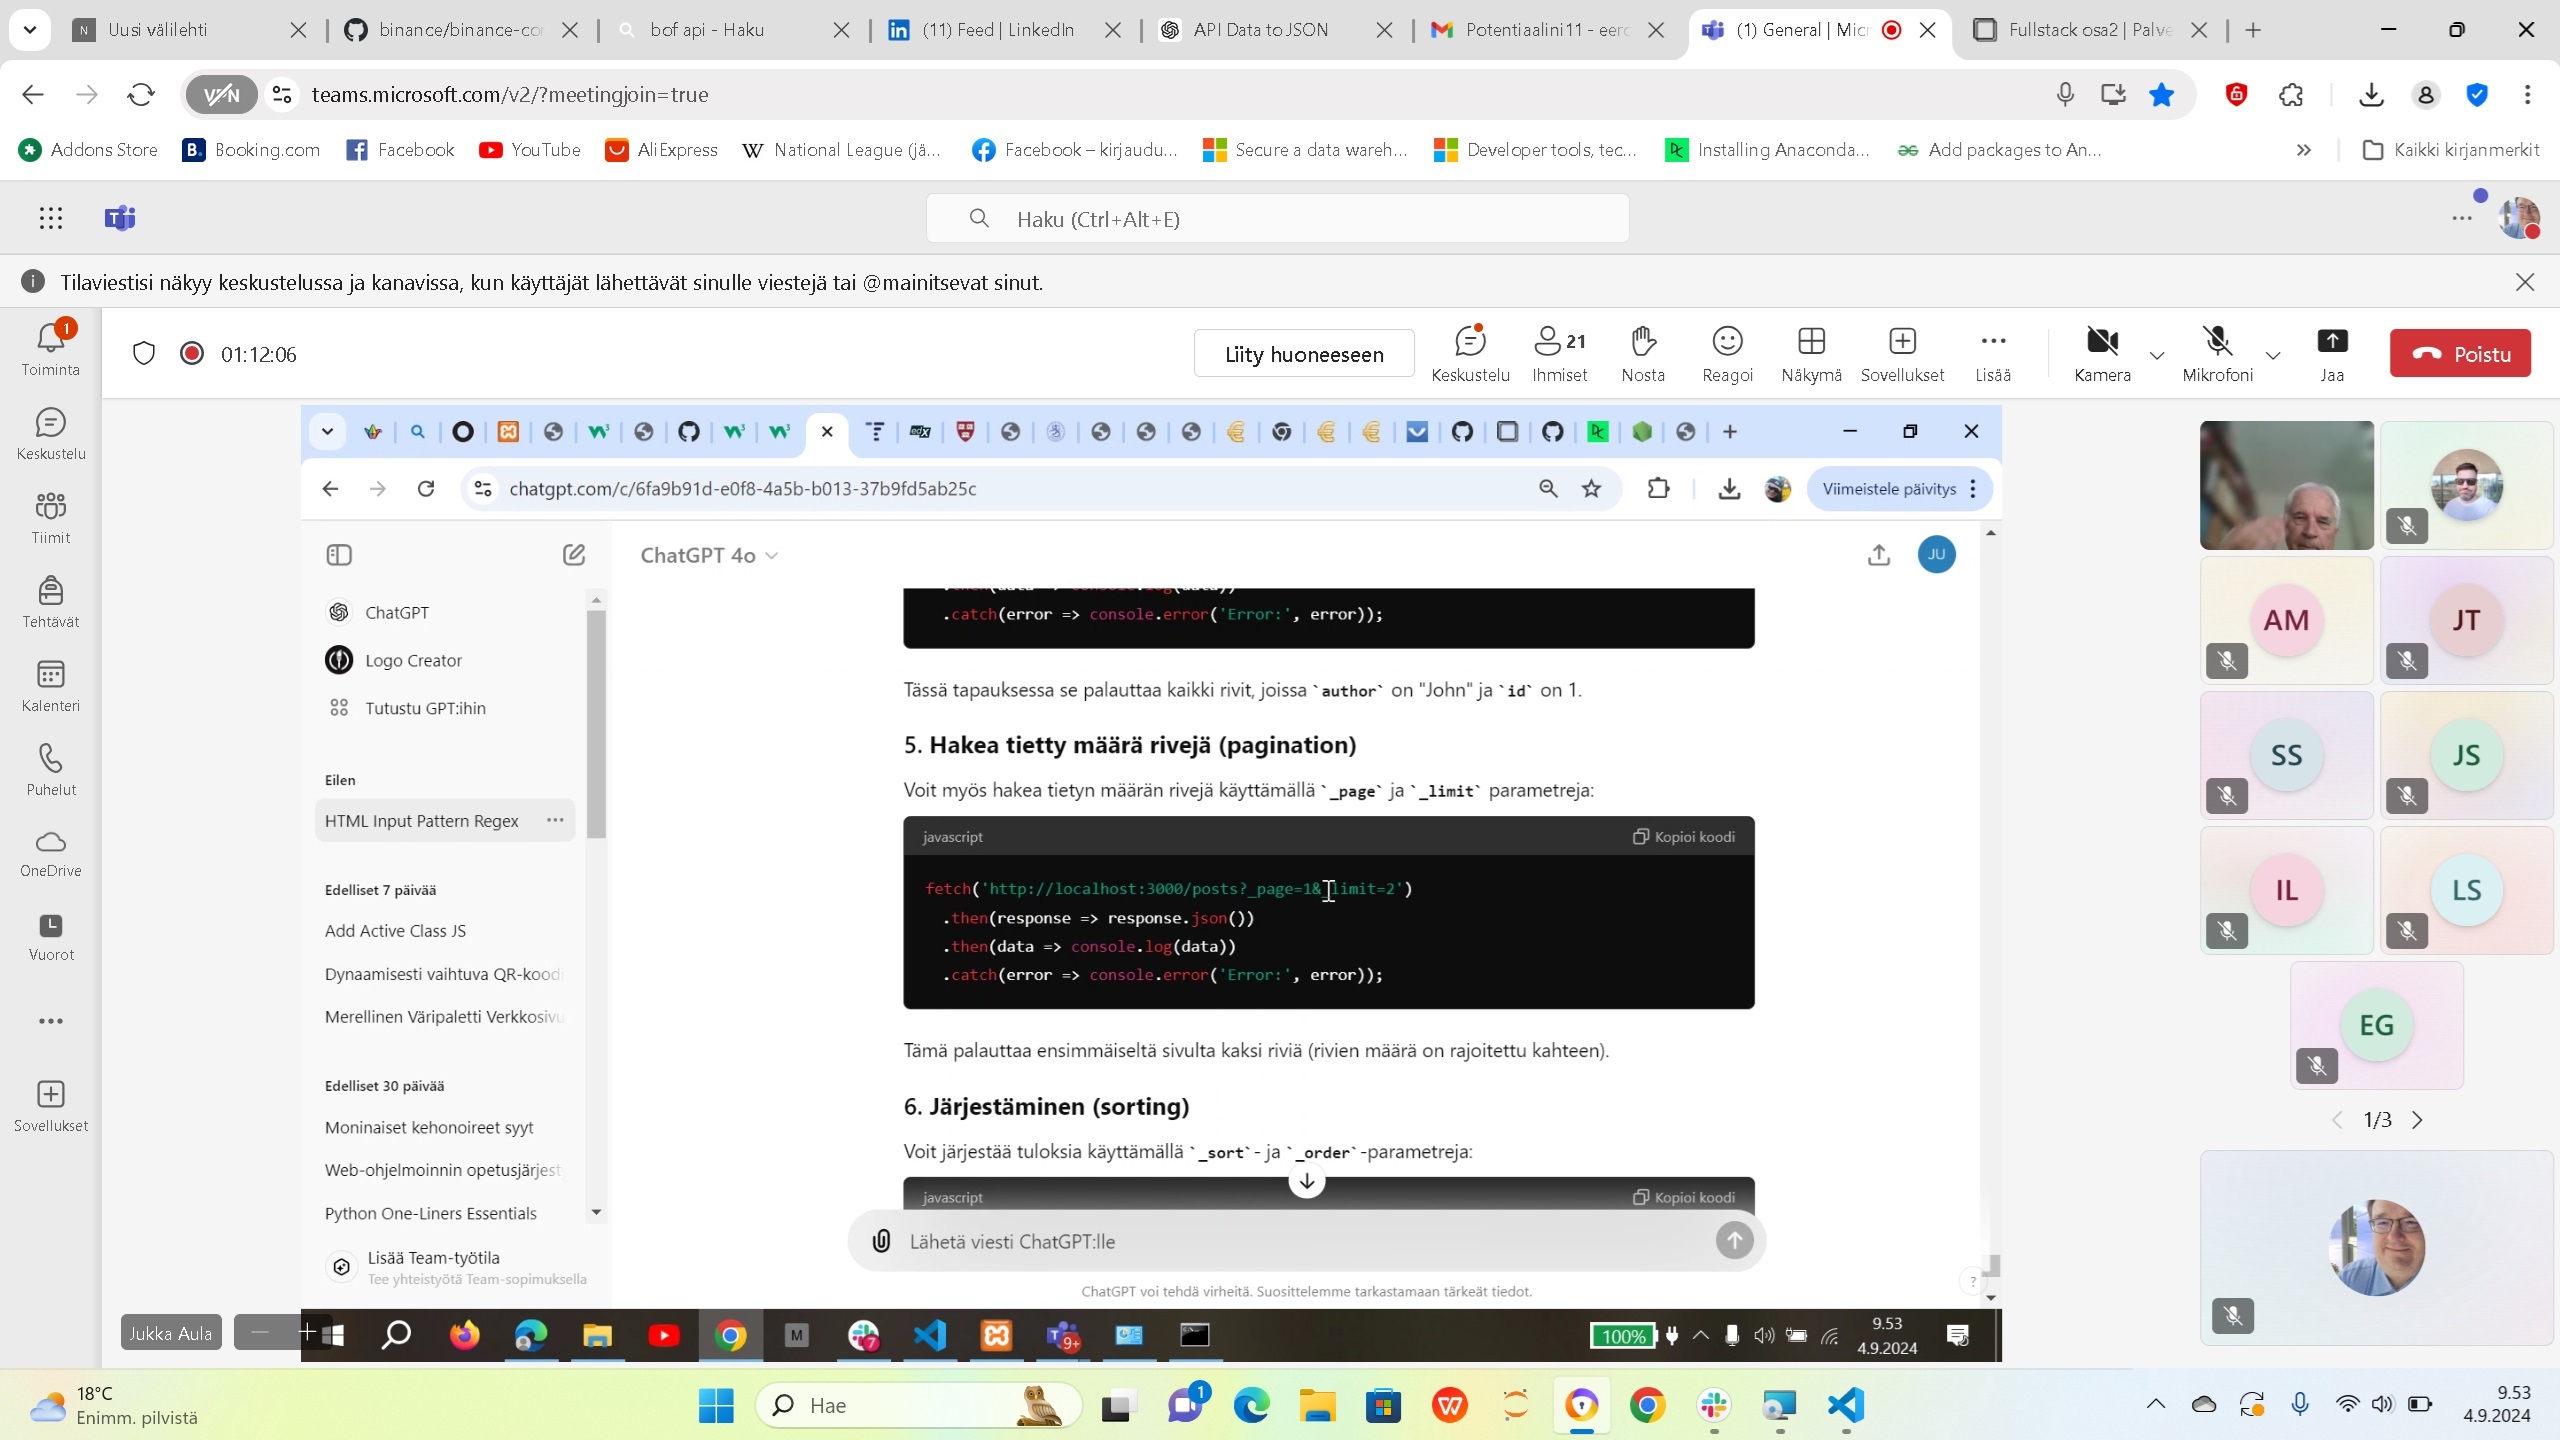 Uusi välilehti
binance/binance-co
bof api - Haku
(11) Feed | LinkedIn
API Data to JSON
Potentiaalini11 - eero
(1) General | Micr
Fullstack osa2 | Palve
VPN
teams.microsoft.com/v2/?meetingjoin=true
Addons Store
Booking.com
Facebook
YouTube
AliExpress
National League (jä...
Facebook – kirjaudu...
Secure a data wareh...
Developer tools, tec...
Installing Anaconda...
Add packages to An...
Kaikki kirjanmerkit
Haku (Ctrl+Alt+E)
Tilaviestisi näkyy keskustelussa ja kanavissa, kun käyttäjät lähettävät sinulle viestejä tai @mainitsevat sinut.
1
Toiminta
Keskustelu
Tiimit
Tehtävät
Kalenteri
Puhelut
OneDrive
Vuorot
Sovellukset
01:12:06
Liity huoneeseen
Keskustelu
21
Ihmiset
Nosta
Reagoi
Näkymä
Sovellukset
Lisää
Kamera
Mikrofoni
Jaa
Poistu
chatgpt.com/c/6fa9b91d-e0f8-4a5b-b013-37b9fd5ab25c
Viimeistele päivitys
ChatGPT
Logo Creator
Tutustu GPT:ihin
Eilen
HTML Input Pattern Regex
Edelliset 7 päivää
Add Active Class JS
Dynaamisesti vaihtuva QR-koodi
Merellinen Väripaletti Verkkosivu
Edelliset 30 päivää
Moninaiset kehonoireet syyt
Web-ohjelmoinnin opetusjärjest
Python One-Liners Essentials
Lisää Team-työtila
Tee yhteistyötä Team-sopimuksella
ChatGPT 4o
JU
.then(data => console.log(data))
.catch(error => console.error('Error:', error));
Tässä tapauksessa se palauttaa kaikki rivit, joissa `author` on "John" ja `id` on 1.
5. Hakea tietty määrä rivejä (pagination)
Voit myös hakea tietyn määrän rivejä käyttämällä `_page` ja `_limit` parametreja:
javascript
Kopioi koodi
fetch('http://localhost:3000/posts?_page=1&_limit=2')
.then(response => response.json())
.then(data => console.log(data))
.catch(error => console.error('Error:', error));
Tämä palauttaa ensimmäiseltä sivulta kaksi riviä (rivien määrä on rajoitettu kahteen).
6. Järjestäminen (sorting)
Voit järjestää tuloksia käyttämällä `_sort`- ja `_order`-parametreja:
javascript
Kopioi koodi
Lähetä viesti ChatGPT:lle
ChatGPT voi tehdä virheitä. Suosittelemme tarkastamaan tärkeät tiedot.
?
AM
JT
SS
JS
IL
LS
EG
1/3
Jukka Aula
M
7
9+
100%
9.53
4.9.2024
18°C
Enimm. pilvistä
Hae
1
9.53
4.9.2024